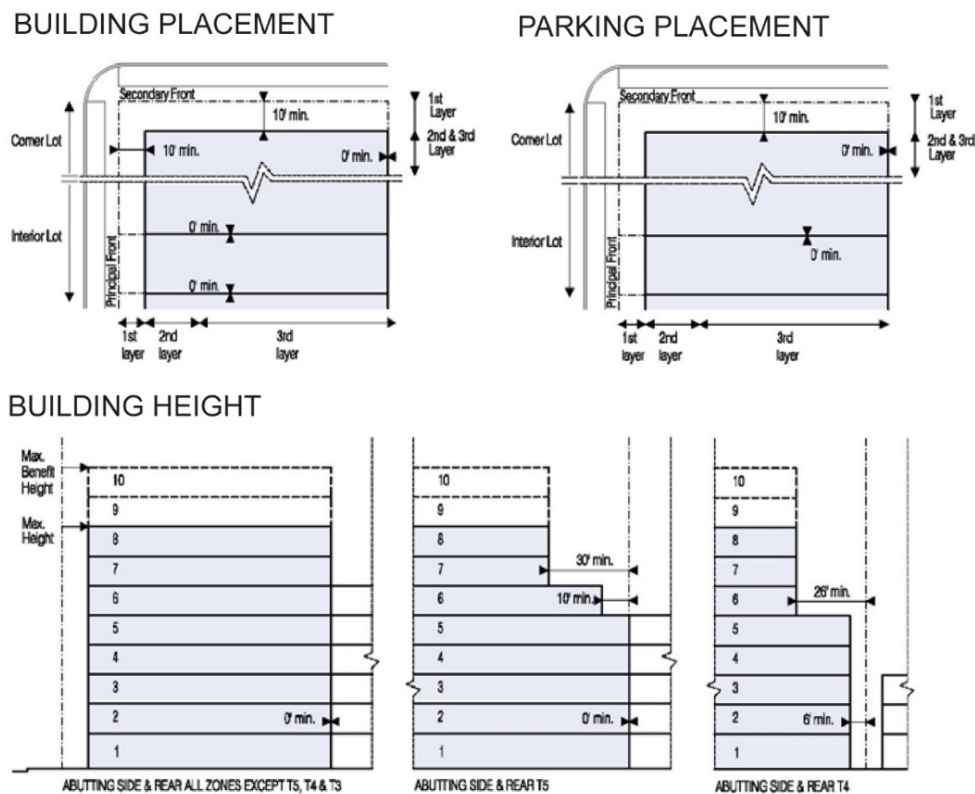 BUILDING PLACEMENT
Secondary Front
10' min.
1st
Layer
Corner Lot
10' min.
0' min.
2nd & 3rd
Layer
0' min.
Interior Lot
Principal Front
0' min.
1st
layer
2nd
layer
3rd
layer
PARKING PLACEMENT
Secondary Front
10' min.
1st
Layer
Corner Lot
0' min.
2nd & 3rd
Layer
Interior Lot
Principal Front
0' min.
1st
layer
2nd
layer
3rd
layer
BUILDING HEIGHT
Max.
Benefit
Height
Max.
Height
10
9
8
7
6
5
4
3
2
1
0' min.
ABUTTING SIDE & REAR ALL ZONES EXCEPT T5, T4 & T3
10
9
8
7
30' min.
6
10' min.
5
4
3
2
0' min.
1
ABUTTING SIDE & REAR T5
10
9
8
7
6
26' min.
5
4
3
2
6' min.
1
ABUTTING SIDE & REAR T4